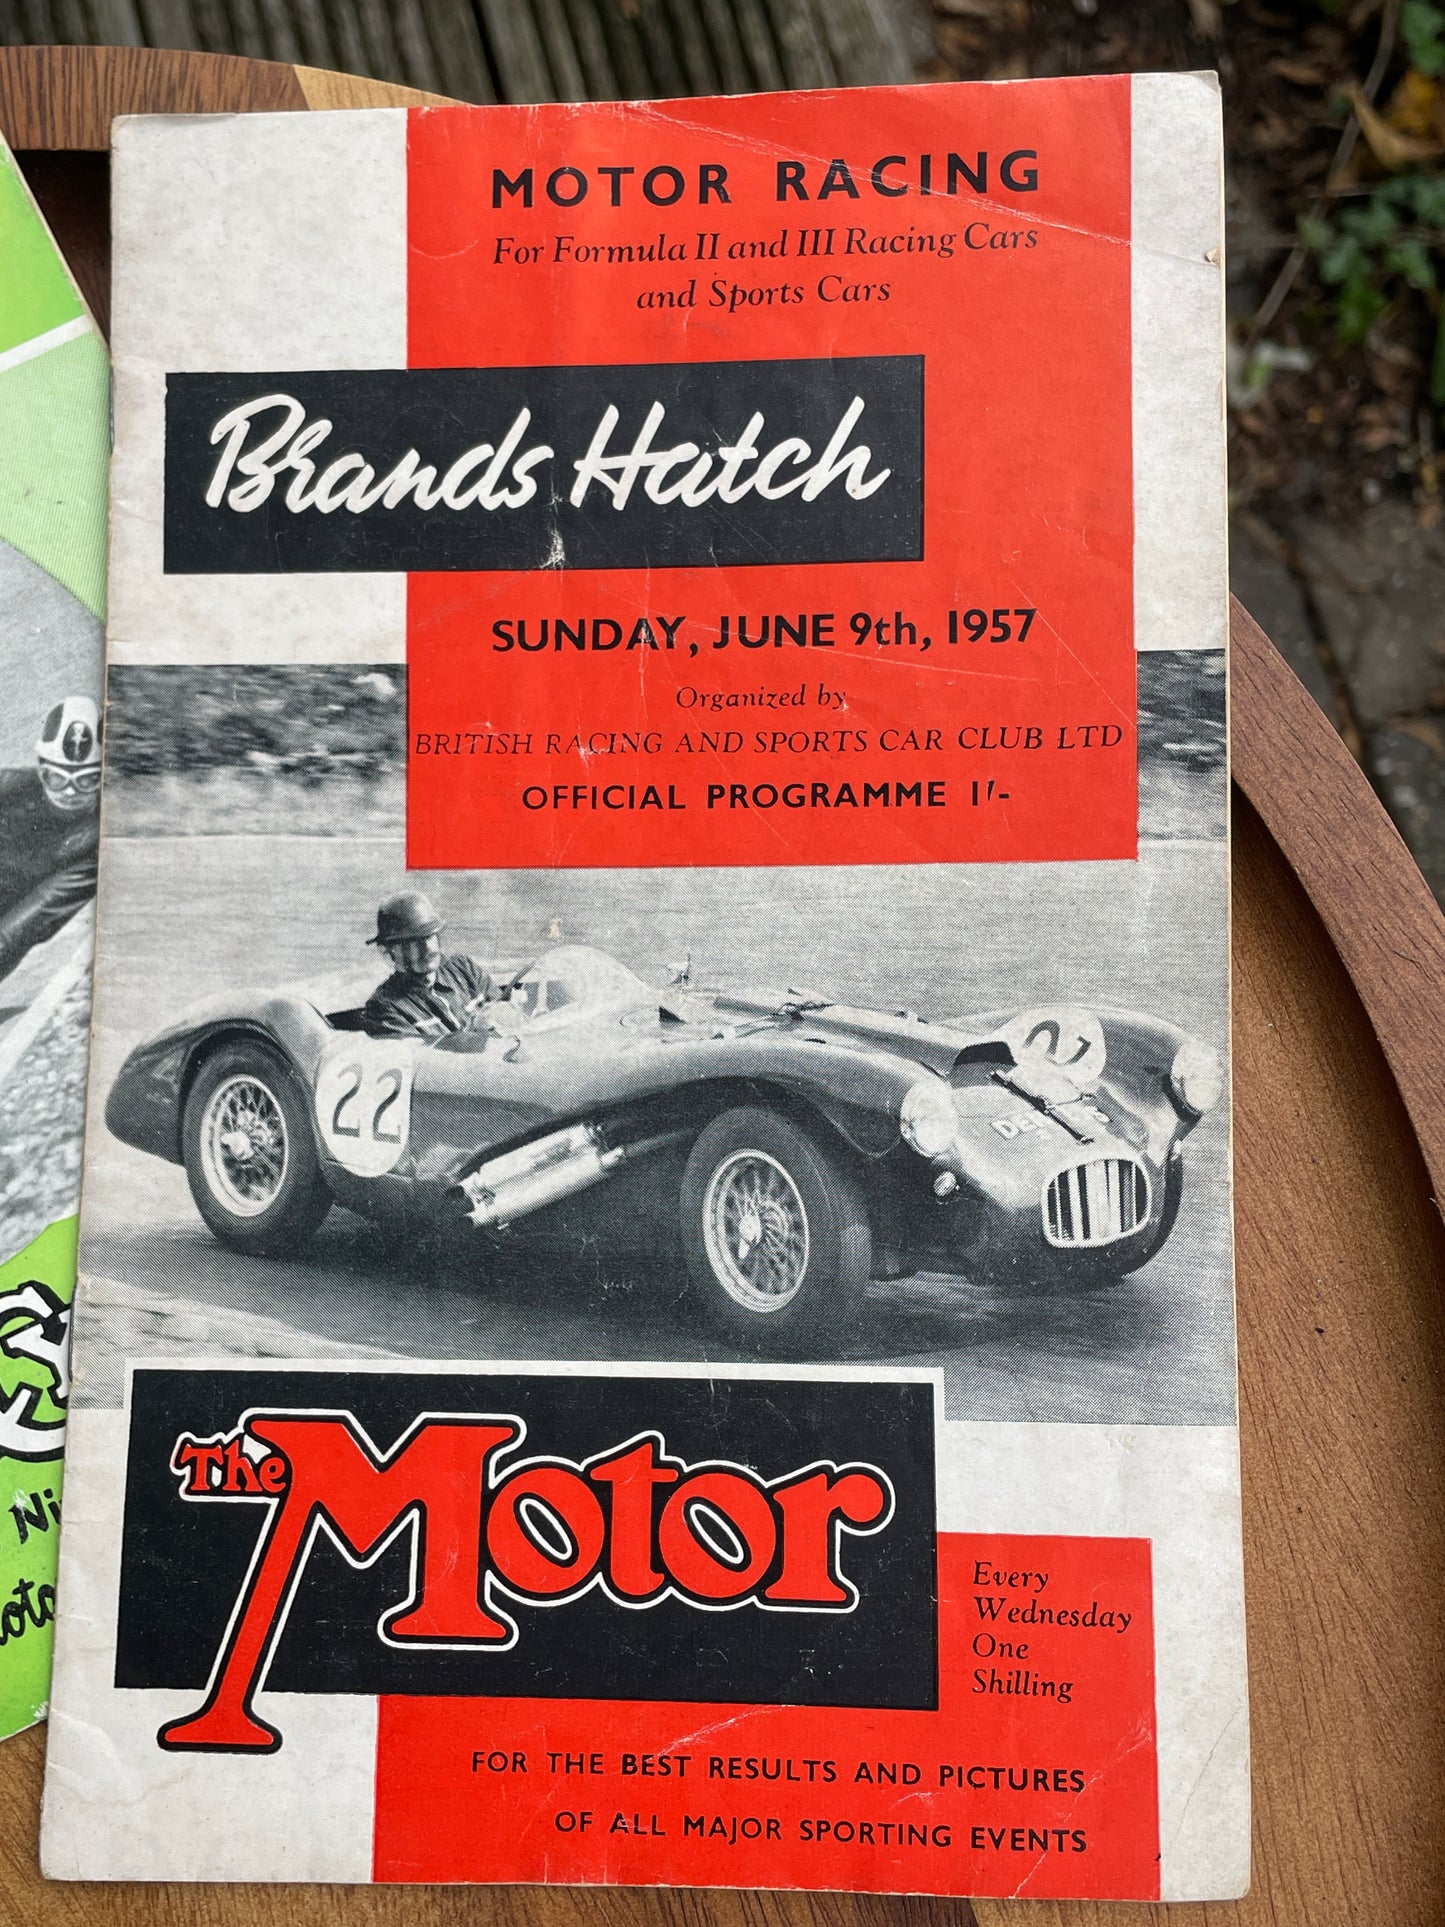 MOTOR RACING
For Formula II and III Racing Cars
and Sports Cars
Brands Hatch
SUNDAY, JUNE 9th, 1957
Organized by
BRITISH RACING AND SPORTS CAR CLUB LTD
OFFICIAL PROGRAMME 1/-
22
22
The Motor
Every
Wednesday
One
Shilling
FOR THE BEST RESULTS AND PICTURES
OF ALL MAJOR SPORTING EVENTS